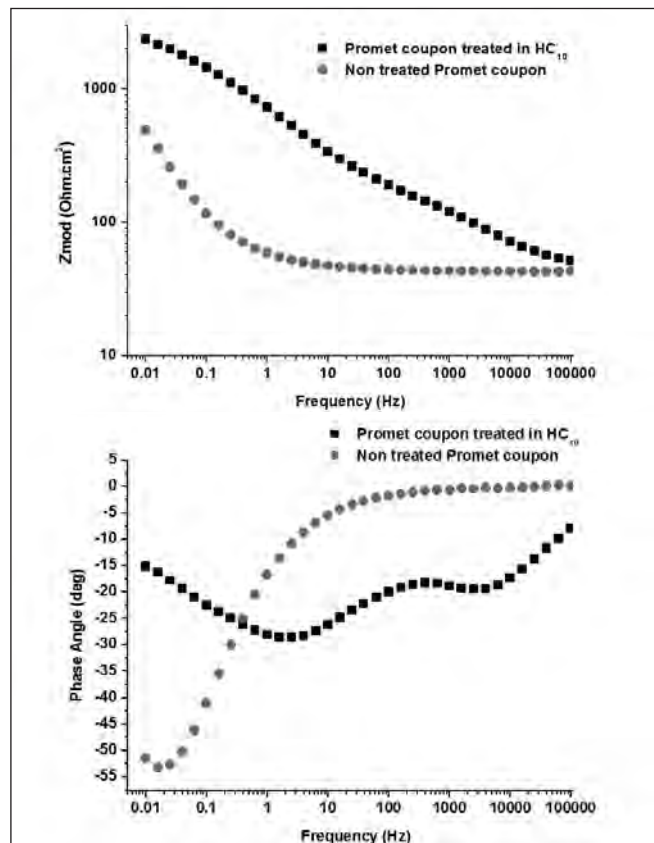 Promet coupon treated in HC₁₀
Non treated Promet coupon
1000
100
10
Zmod (Ohm.cm²)
0.01 0.1 1 10 100 1000 10000 100000
Frequency (Hz)
Promet coupon treated in HC₁₀
Non treated Promet coupon
5
0
-5
-10
-15
-20
-25
-30
-35
-40
-45
-50
-55
Phase Angle (deg)
0.01 0.1 1 10 100 1000 10000 100000
Frequency (Hz)